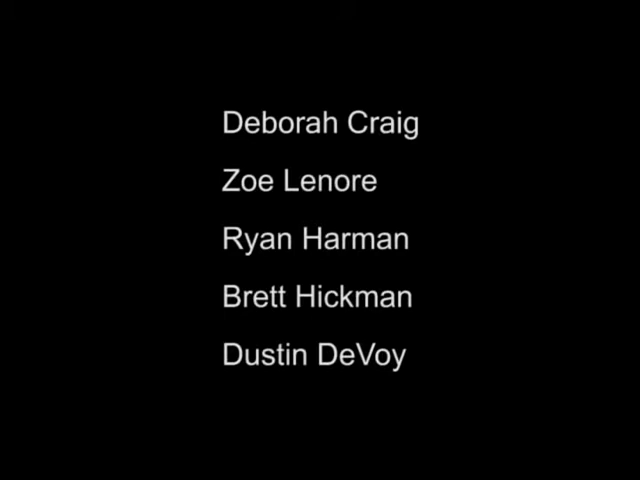 Deborah Craig
Zoe Lenore
Ryan Harman
Brett Hickman
Dustin DeVoy